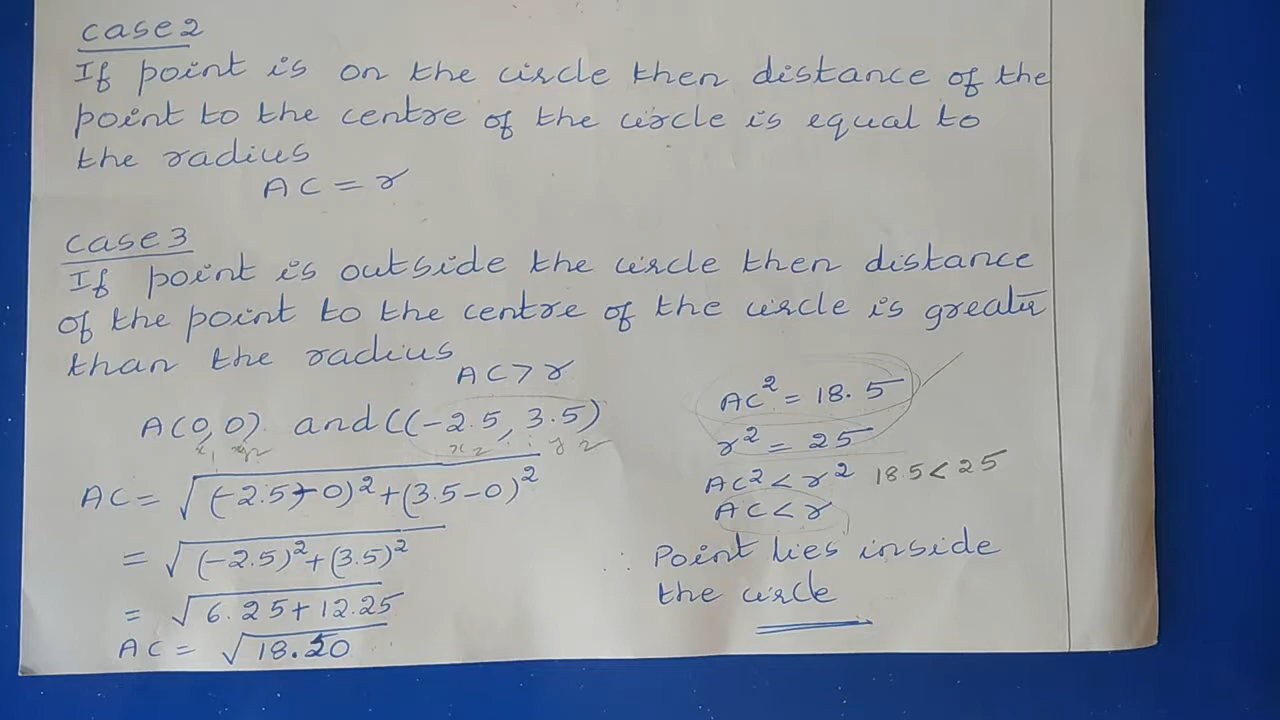 Case 2
If point is on the circle then distance of the
point to the centre of the circle is equal to
the radius
AC = r
Case 3
If point is outside the circle then distance
of the point to the centre of the circle is greater
than the radius
AC > r
A(0,0) and C(-2.5, 3.5)
x₂ y₂
AC = √(-2.5-0)²+(3.5-0)²
= √(-2.5)²+(3.5)²
= √6.25+12.25
AC = √18.50
AC² = 18.5
r² = 25
AC² < r² 18.5 < 25
AC < r
∴ Point lies inside
the circle